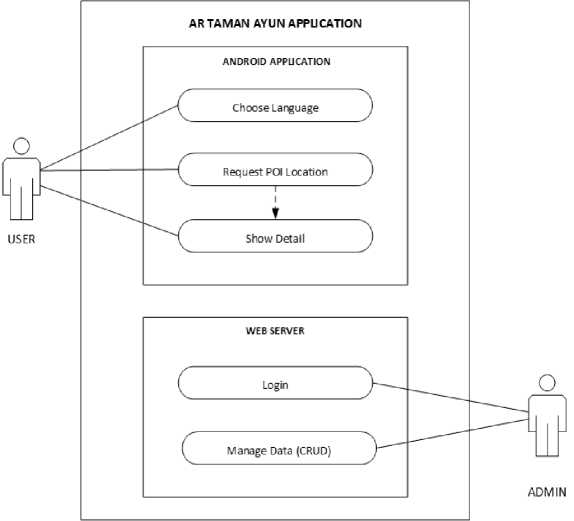 AR TAMAN AYUN APPLICATION
ANDROID APPLICATION
Choose Language
Request POI Location
Show Detail
USER
WEB SERVER
Login
Manage Data (CRUD)
ADMIN